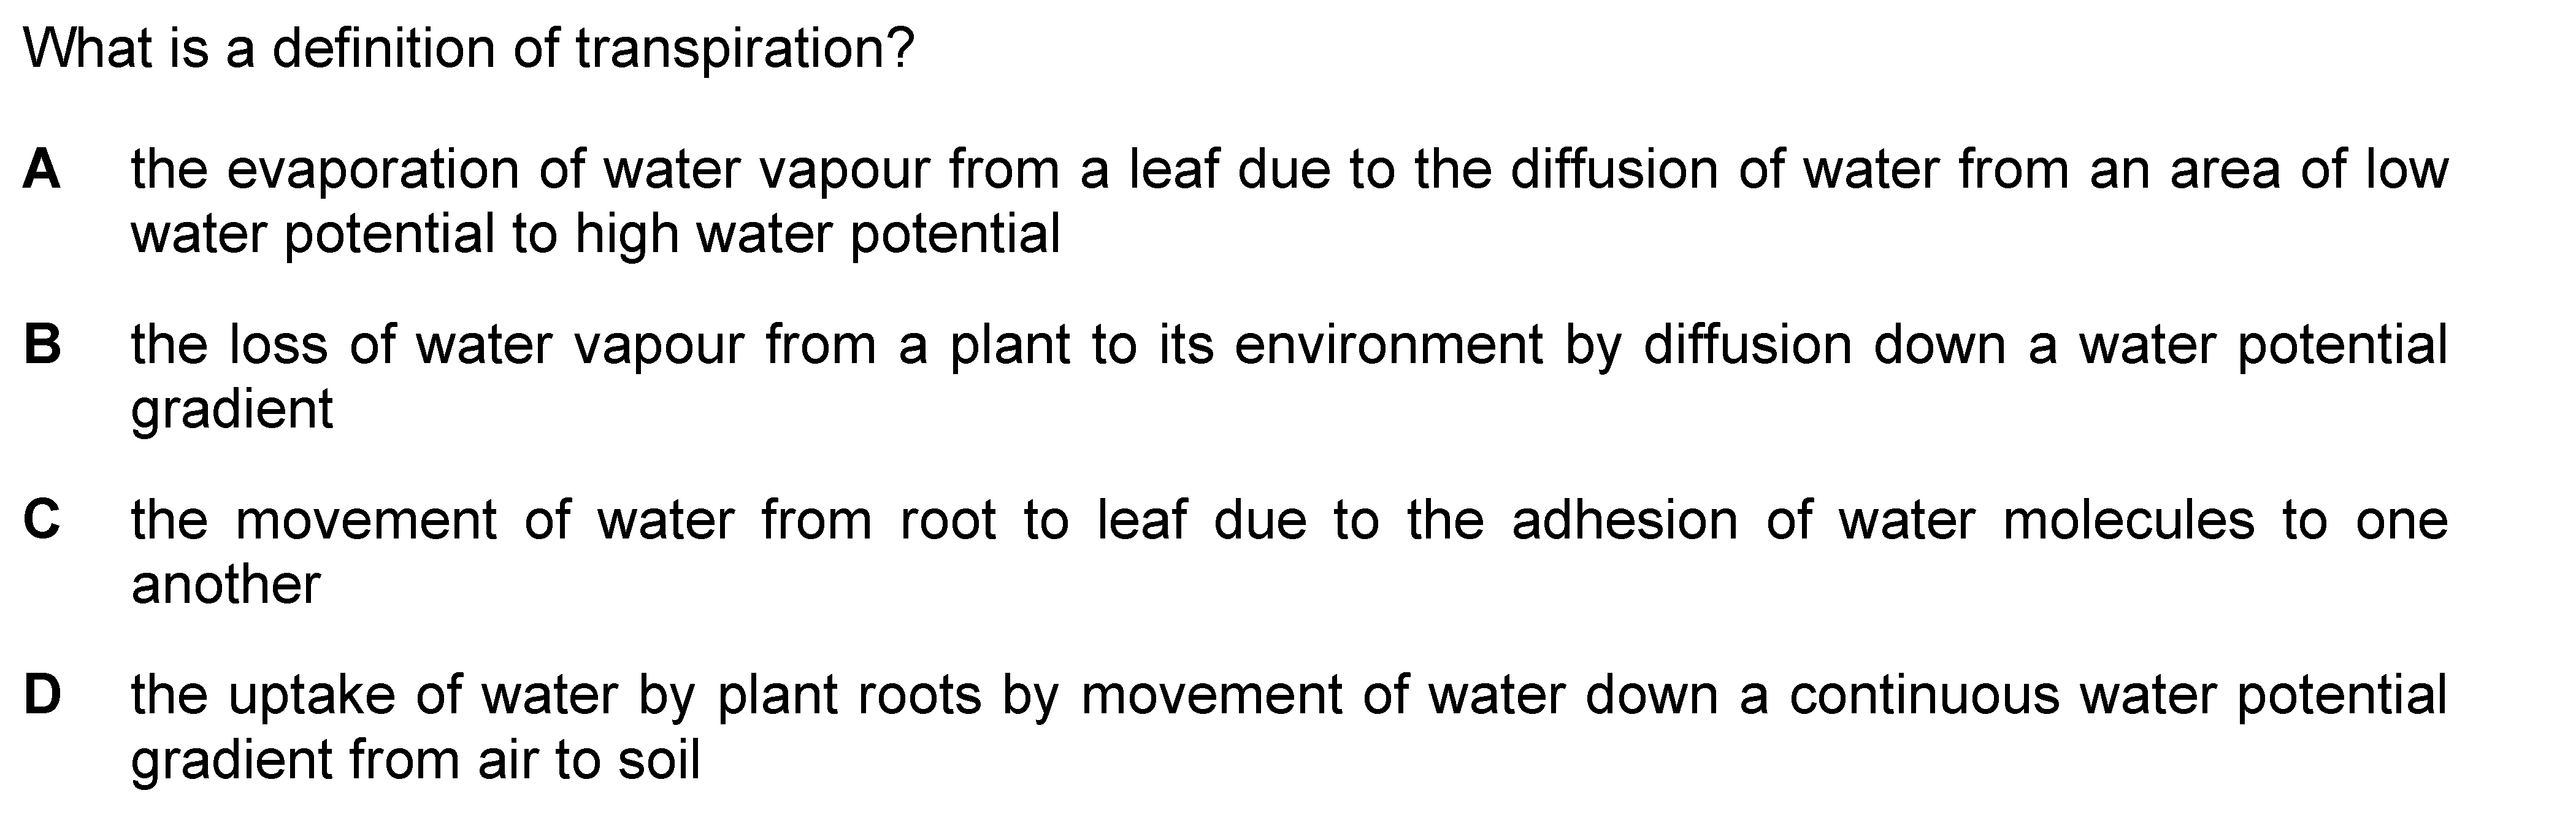 What is a definition of transpiration?
A the evaporation of water vapour from a leaf due to the diffusion of water from an area of low
water potential to high water potential
B the loss of water vapour from a plant to its environment by diffusion down a water potential
gradient
C the movement of water from root to leaf due to the adhesion of water molecules to one
another
D the uptake of water by plant roots by movement of water down a continuous water potential
gradient from air to soil